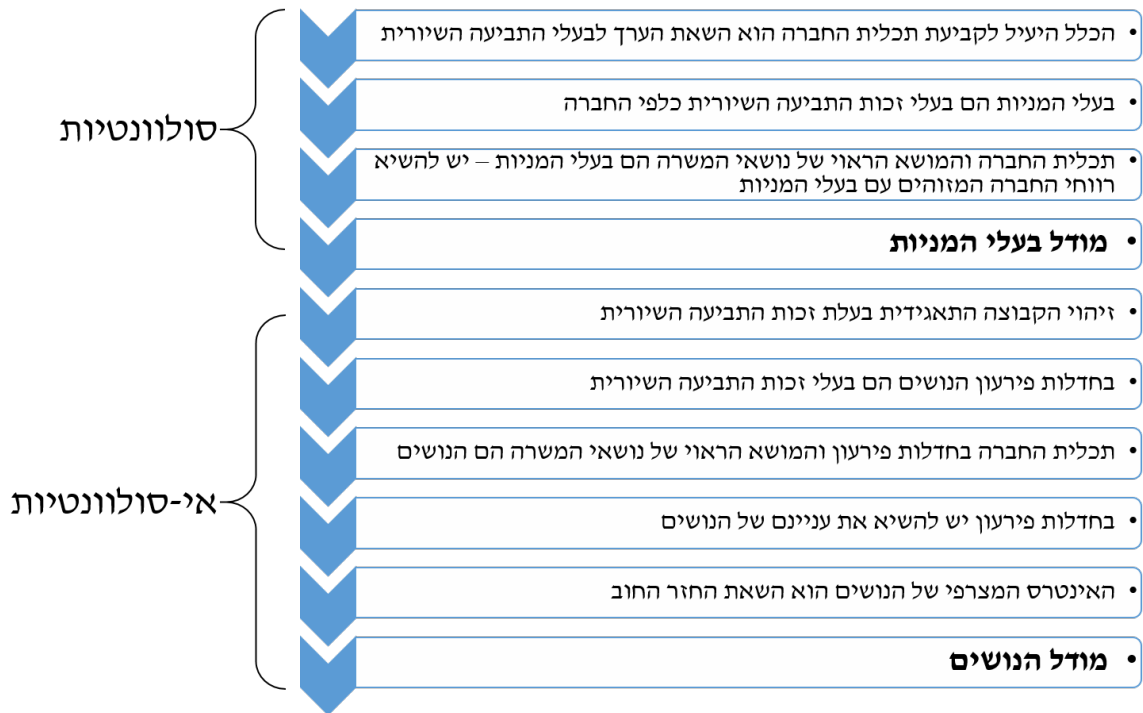 • הכלל היעיל לקביעת תכלית החברה הוא השאת הערך לבעלי התביעה השיורית
• בעלי המניות הם בעלי זכות התביעה השיורית כלפי החברה
• תכלית החברה והמושא הראוי של נושאי המשרה הם בעלי המניות – יש להשיא
רווחי החברה המזוהים עם בעלי המניות
• מודל בעלי המניות
סולוונטיות
• זיהוי הקבוצה התאגידית בעלת זכות התביעה השיורית
• בחדלות פירעון הנושים הם בעלי זכות התביעה השיורית
• תכלית החברה בחדלות פירעון והמושא הראוי של נושאי המשרה הם הנושים
• בחדלות פירעון יש להשיא את עניינם של הנושים
• האינטרס המצרפי של הנושים הוא השאת החזר החוב
• מודל הנושים
אי-סולוונטיות